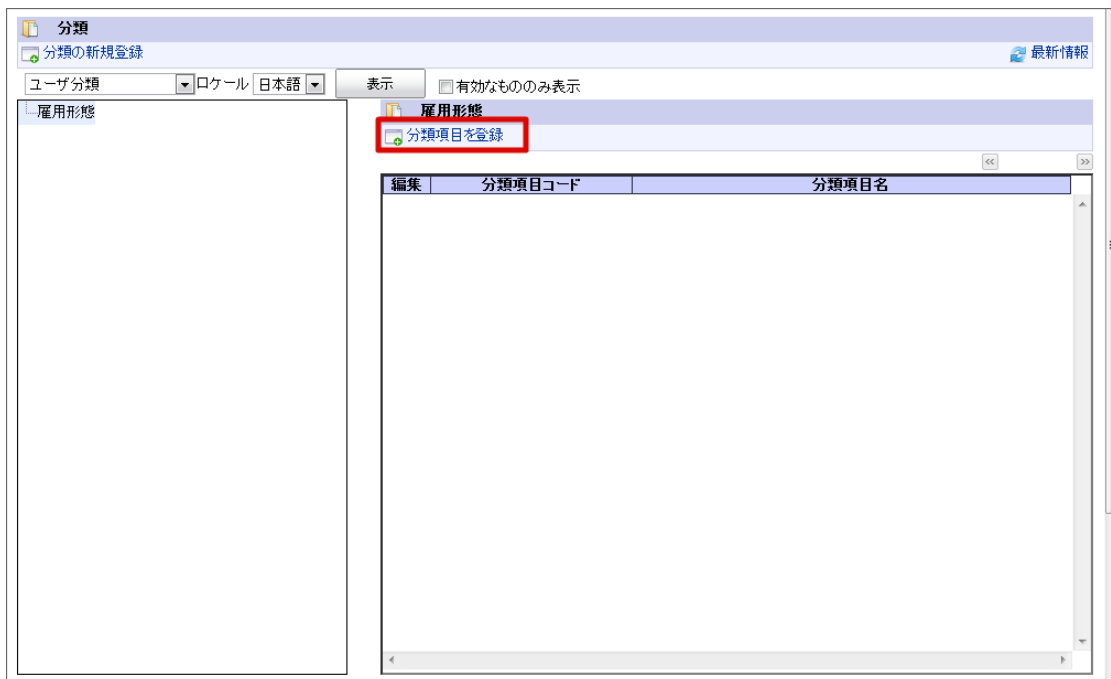 分類
分類の新規登録 最新情報
ユーザ分類 ロケール 日本語 表示 有効なもののみ表示
雇用形態
雇用形態
分類項目を登録
<< >>
編集 分類項目コード 分類項目名